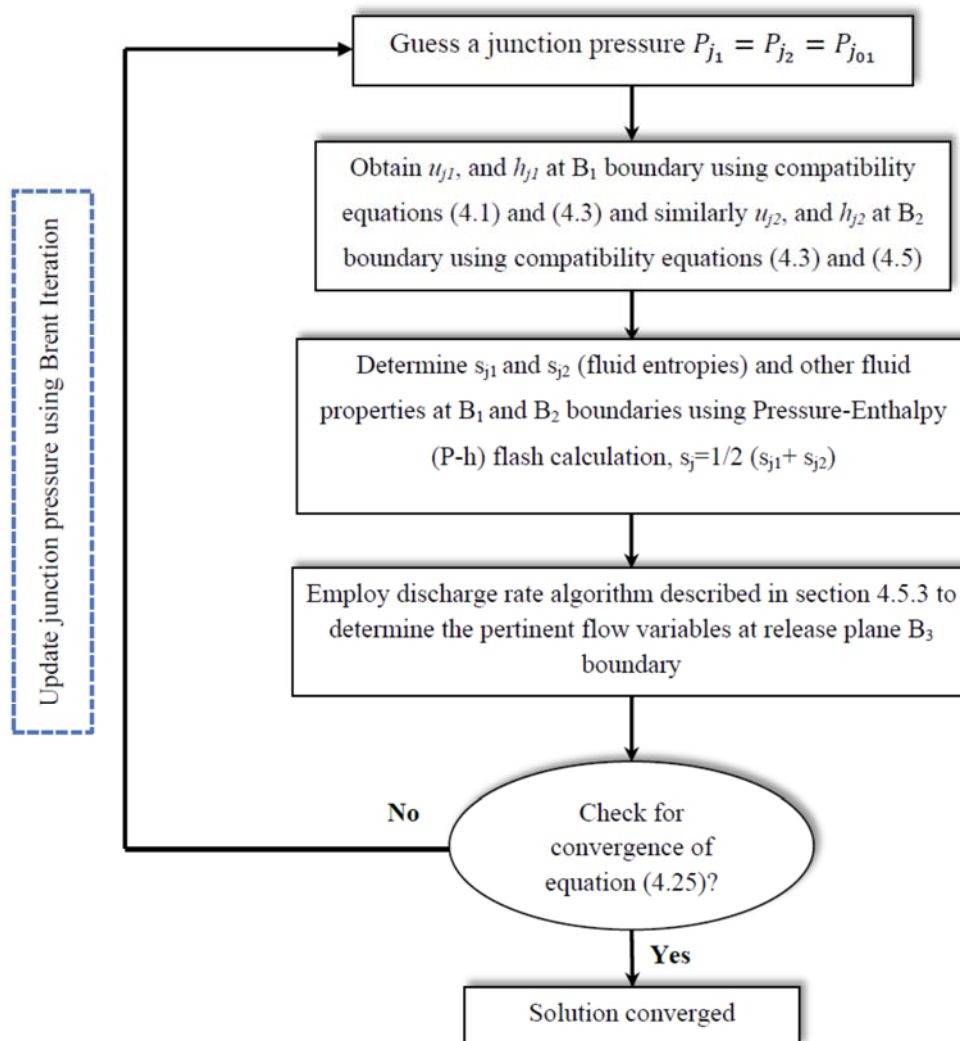 Guess a junction pressure P_{j_1} = P_{j_2} = P_{j_{01}}
Obtain u_{j1}, and h_{j1} at B_1 boundary using compatibility
equations (4.1) and (4.3) and similarly u_{j2}, and h_{j2} at B_2
boundary using compatibility equations (4.3) and (4.5)
Update junction pressure using Brent Iteration
Determine s_{j1} and s_{j2} (fluid entropies) and other fluid
properties at B_1 and B_2 boundaries using Pressure-Enthalpy
(P-h) flash calculation, s_j=1/2 (s_{j1}+ s_{j2})
Employ discharge rate algorithm described in section 4.5.3 to
determine the pertinent flow variables at release plane B_3
boundary
No
Check for
convergence of
equation (4.25)?
Yes
Solution converged